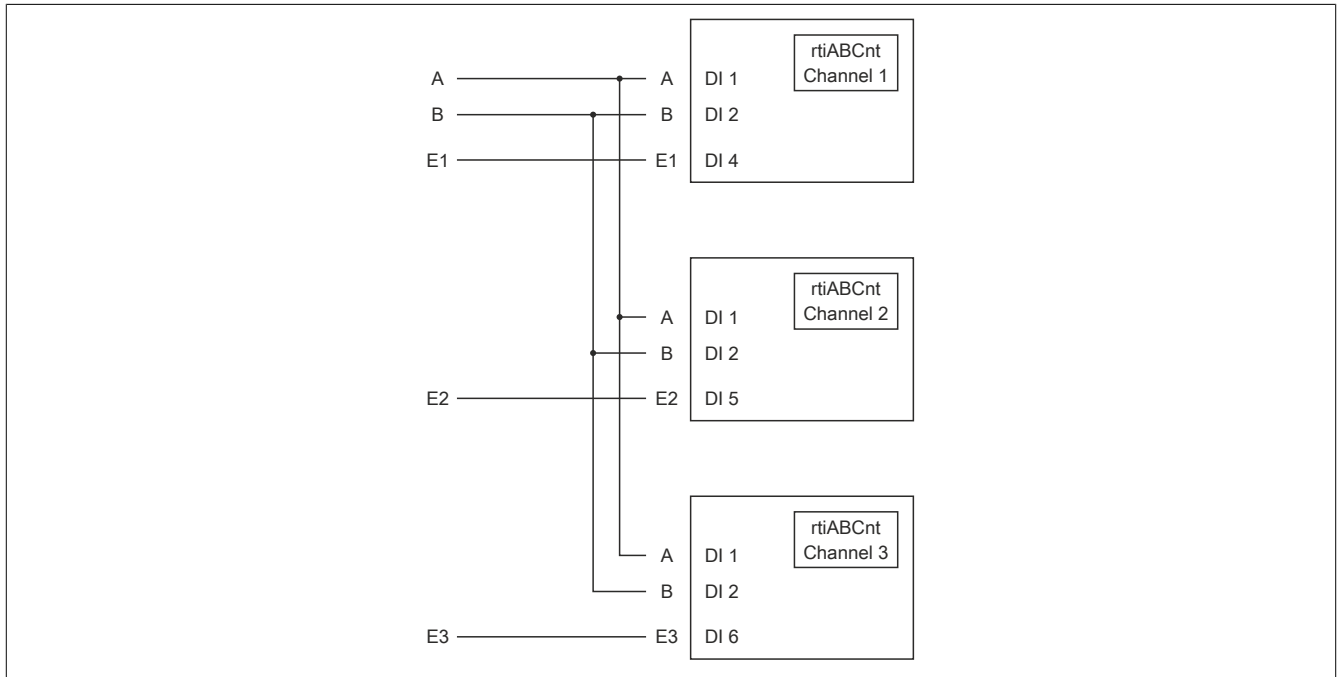 rtiABCnt
Channel 1
A A DI 1
B B DI 2
E1 E1 DI 4
rtiABCnt
Channel 2
A DI 1
B DI 2
E2 E2 DI 5
rtiABCnt
Channel 3
A DI 1
B DI 2
E3 E3 DI 6